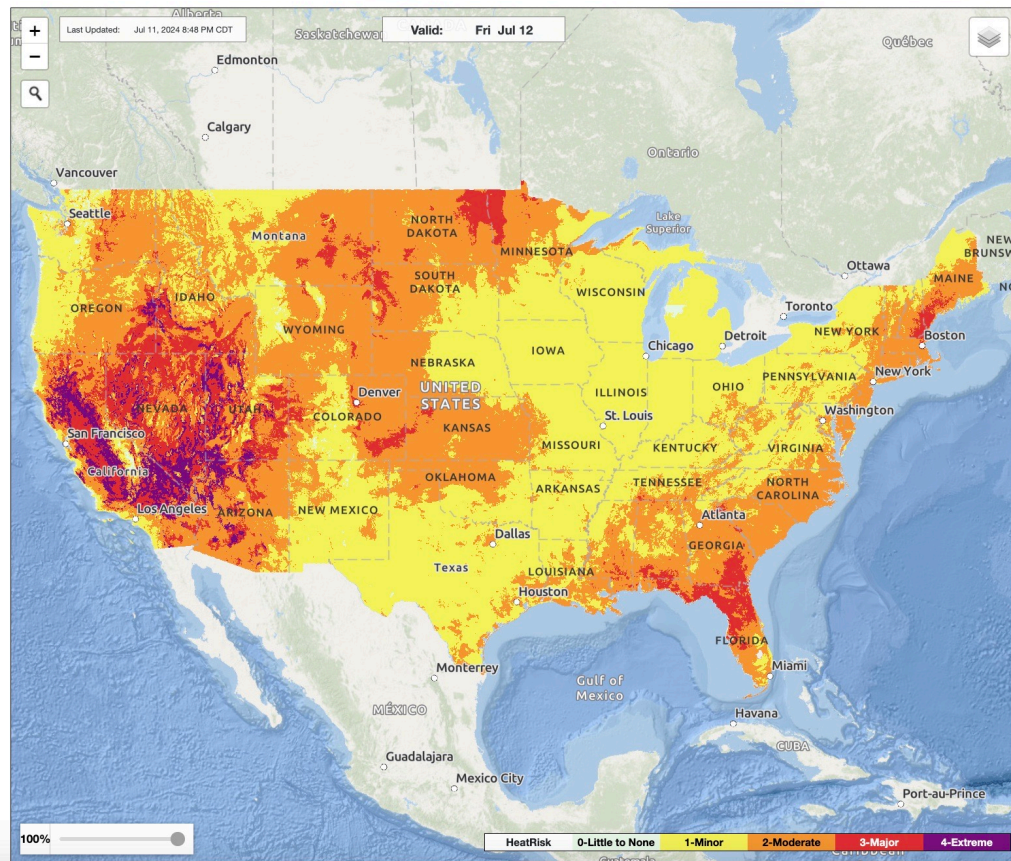 Alberta
+
−
Last Updated: Jul 11, 2024 8:48 PM CDT
Saskatchewan
Valid: Fri Jul 12
Québec
Edmonton
Calgary
Ontario
Vancouver
Seattle
Montana
NORTH
DAKOTA
MINNESOTA
Lake
Superior
Ottawa
NEW
MAINE
OREGON
IDAHO
SOUTH
DAKOTA
WISCONSIN
Toronto
WYOMING
NEW YORK
Boston
IOWA
Chicago
Detroit
NEBRASKA
UNITED
STATES
Denver
COLORADO
NEVADA
UTAH
ILLINOIS
OHIO
PENNSYLVANIA
New York
KANSAS
St. Louis
Washington
San Francisco
California
MISSOURI
KENTUCKY
VIRGINIA
Los Angeles
ARIZONA
NEW MEXICO
OKLAHOMA
ARKANSAS
TENNESSEE
NORTH
CAROLINA
Atlanta
Dallas
GEORGIA
Texas
LOUISIANA
Houston
FLORIDA
Monterrey
Miami
Gulf of
Mexico
MÉXICO
Havana
CUBA
Guadalajara
Mexico City
Port-au-Prince
100%
HeatRisk 0-Little to None 1-Minor 2-Moderate 3-Major 4-Extreme